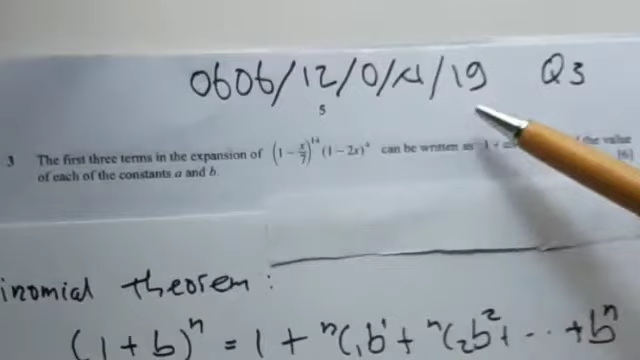 0606/12/O/N/19 Q3
5
3 The first three terms in the expansion of (1 − x/7)^14 (1 − 2x)^4 can be written as 1 + the value
of each of the constants a and b. [6]
inomial theorem :
(1 + b)^n = 1 + ^nC₁b¹ + ^nC₂b² + ··· + b^n